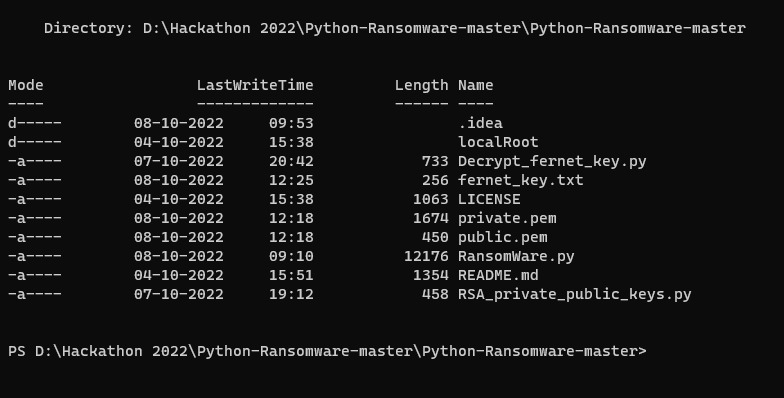 Directory: D:\Hackathon 2022\Python-Ransomware-master\Python-Ransomware-master
Mode LastWriteTime Length Name
---- ------------- ------ ----
d----- 08-10-2022 09:53 .idea
d----- 04-10-2022 15:38 localRoot
-a---- 07-10-2022 20:42 733 Decrypt_fernet_key.py
-a---- 08-10-2022 12:25 256 fernet_key.txt
-a---- 04-10-2022 15:38 1063 LICENSE
-a---- 08-10-2022 12:18 1674 private.pem
-a---- 08-10-2022 12:18 450 public.pem
-a---- 08-10-2022 09:10 12176 RansomWare.py
-a---- 04-10-2022 15:51 1354 README.md
-a---- 07-10-2022 19:12 458 RSA_private_public_keys.py
PS D:\Hackathon 2022\Python-Ransomware-master\Python-Ransomware-master>